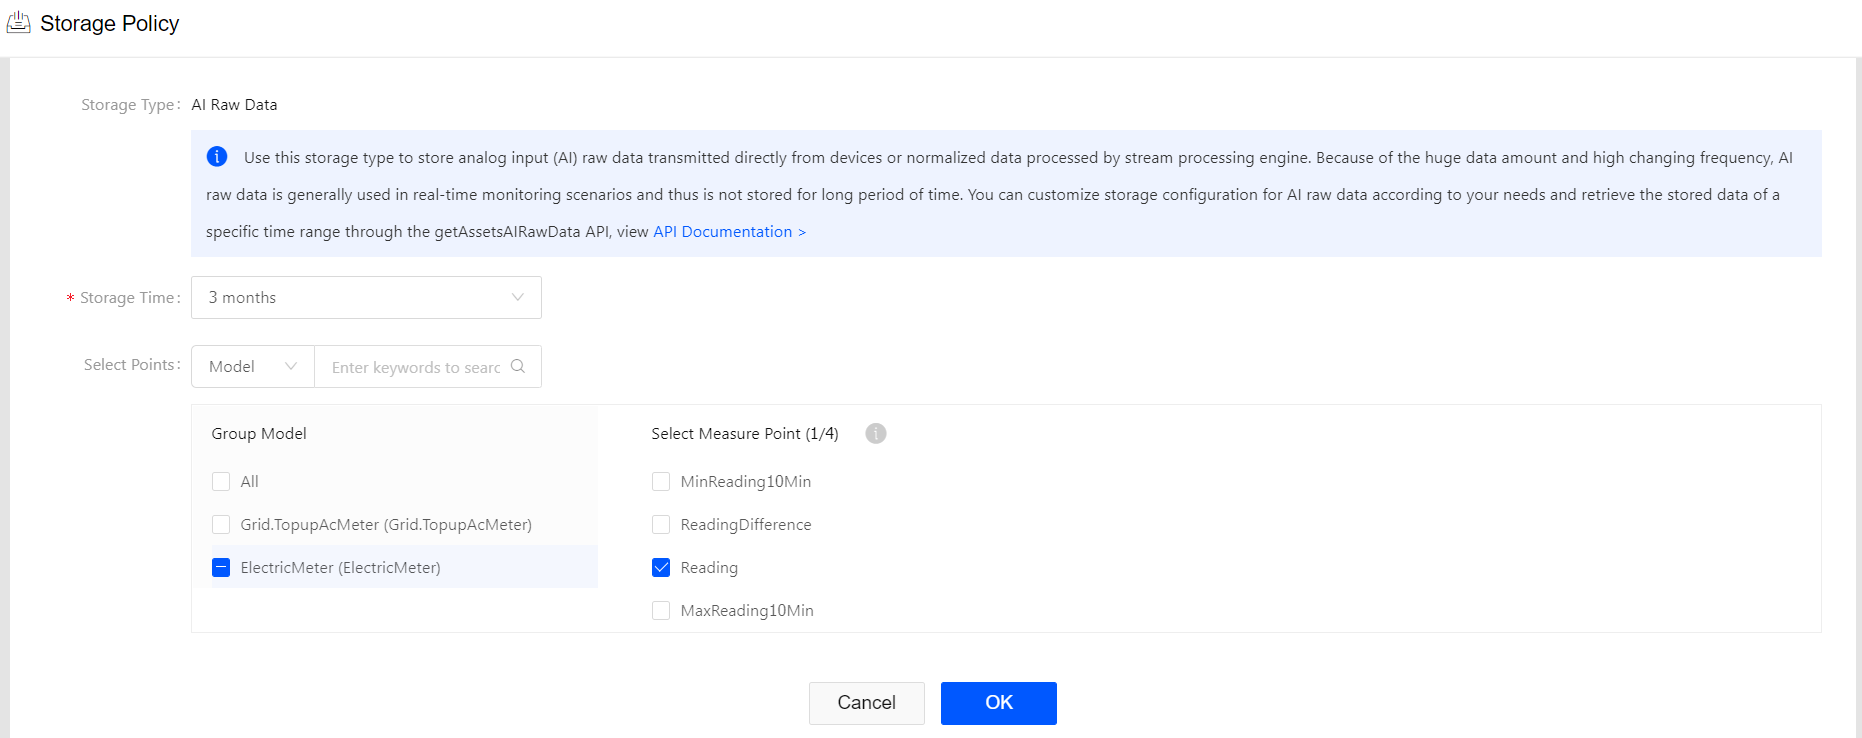 Storage Policy
Storage Type: AI Raw Data
Use this storage type to store analog input (AI) raw data transmitted directly from devices or normalized data processed by stream processing engine. Because of the huge data amount and high changing frequency, AI
raw data is generally used in real-time monitoring scenarios and thus is not stored for long period of time. You can customize storage configuration for AI raw data according to your needs and retrieve the stored data of a
specific time range through the getAssetsAIRawData API, view API Documentation >
* Storage Time: 3 months
Select Points: Model Enter keywords to searc
Group Model
All
Grid.TopupAcMeter (Grid.TopupAcMeter)
ElectricMeter (ElectricMeter)
Select Measure Point (1/4)
MinReading10Min
ReadingDifference
Reading
MaxReading10Min
Cancel OK